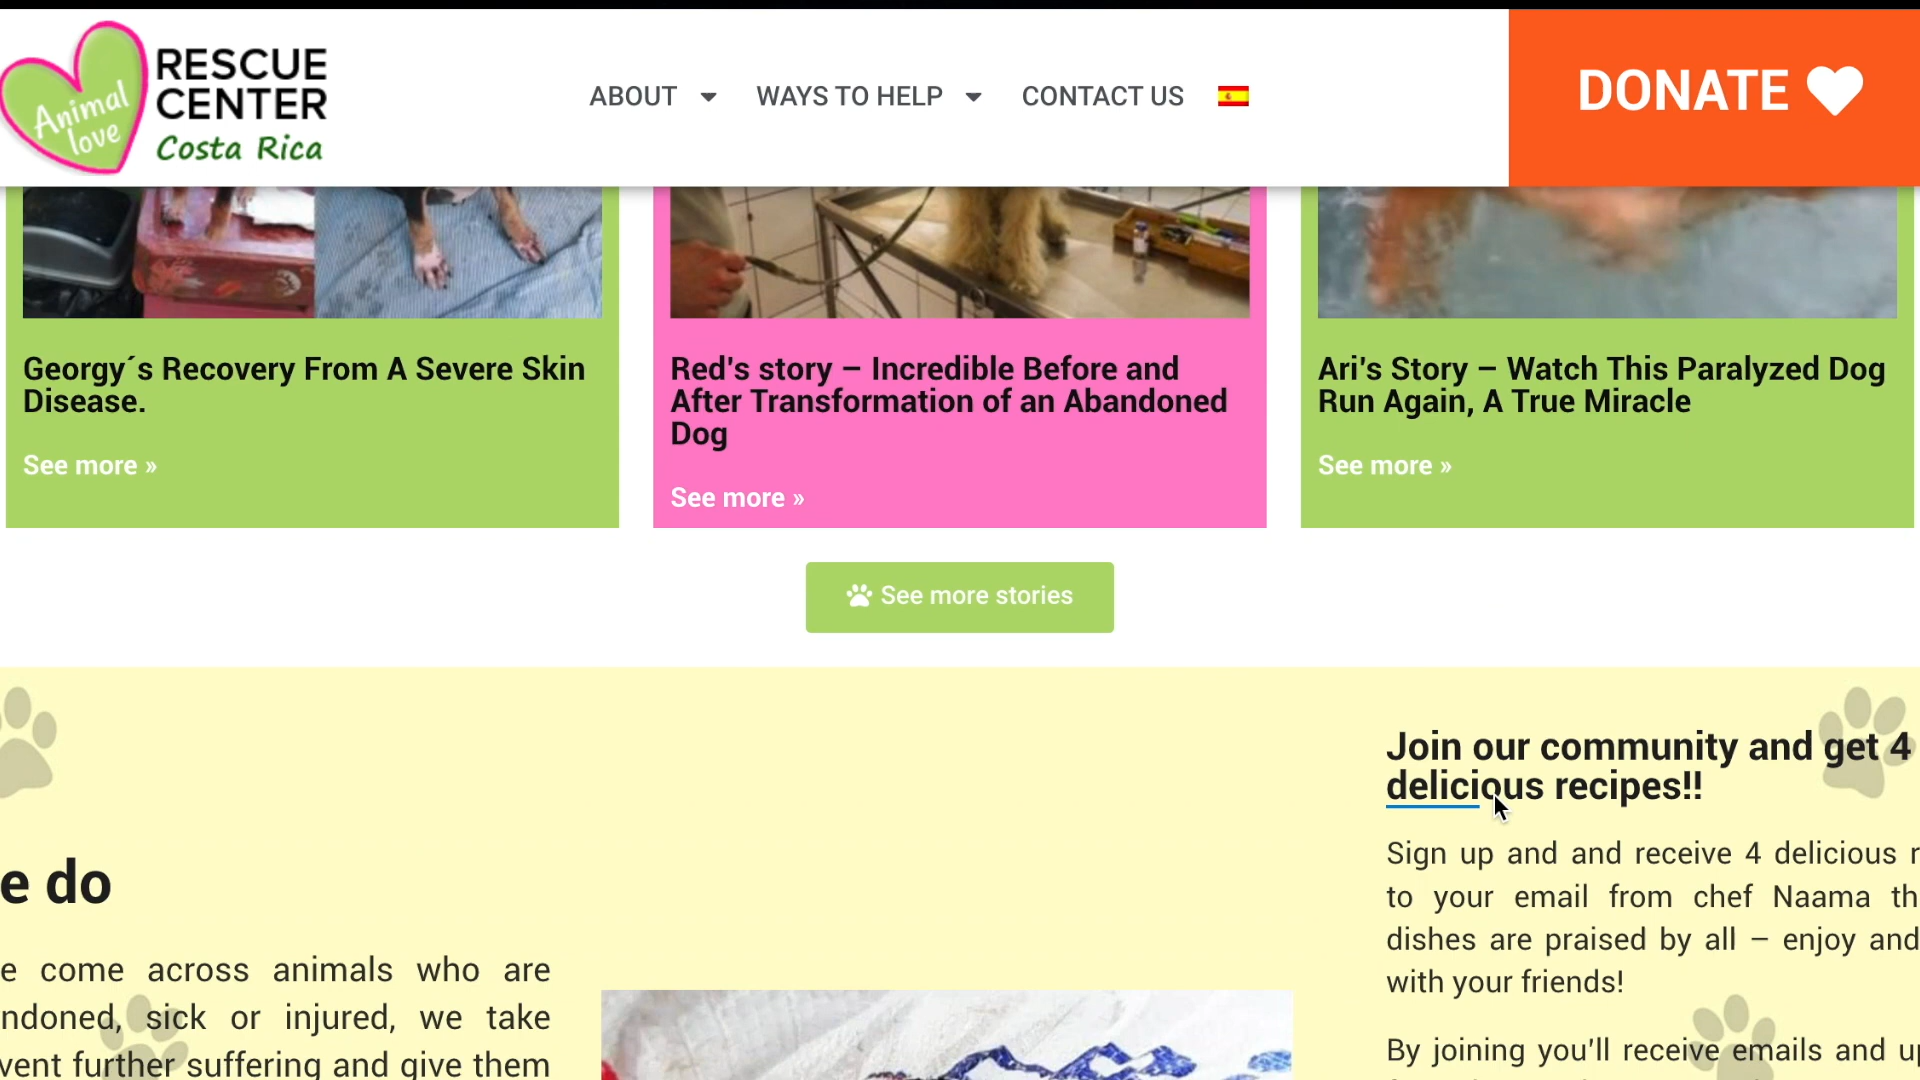 Animal
love
RESCUE
CENTER
Costa Rica
ABOUT
WAYS TO HELP
CONTACT US
DONATE
Georgy´s Recovery From A Severe Skin
Disease.
See more »
Red's story – Incredible Before and
After Transformation of an Abandoned
Dog
See more »
Ari's Story – Watch This Paralyzed Dog
Run Again, A True Miracle
See more »
See more stories
e do
e come across animals who are
ndoned, sick or injured, we take
vent further suffering and give them
Join our community and get 4
delicious recipes!!
Sign up and and receive 4 delicious r
to your email from chef Naama th
dishes are praised by all – enjoy and
with your friends!
By joining you'll receive emails and up